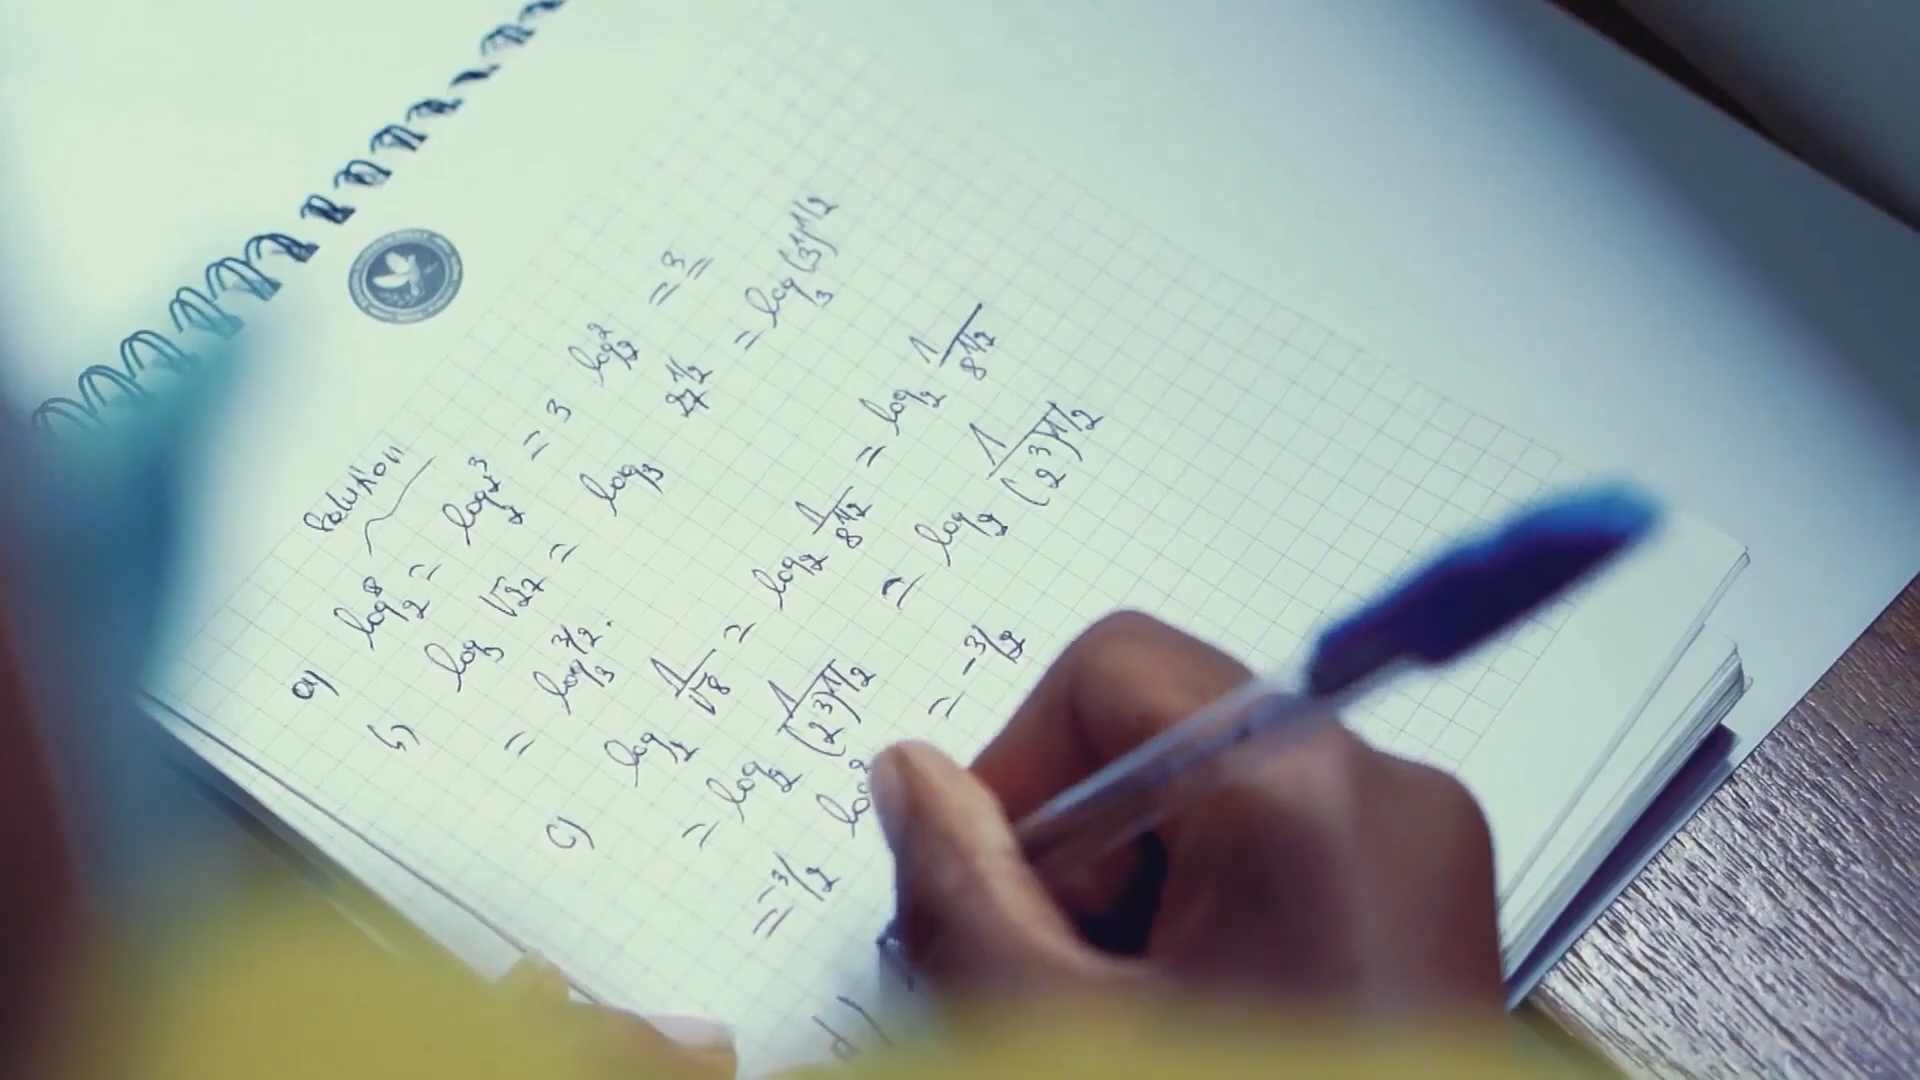 Solution
a) log₂8 = log₂2³ = 3 log₂2 = 3
b) log₃ √27 = log₃ 27^1/2 = log₃(3³)^1/2
= log₃ 3/2.
c) log₂ 1/√8 = log₂ 1/8^1/2 = log₂ 1/8^1/2
= log₂ 1/(2³)^1/2 = log₂ 1/(2³)^1/2
= -3/2 log = -3/2
d)